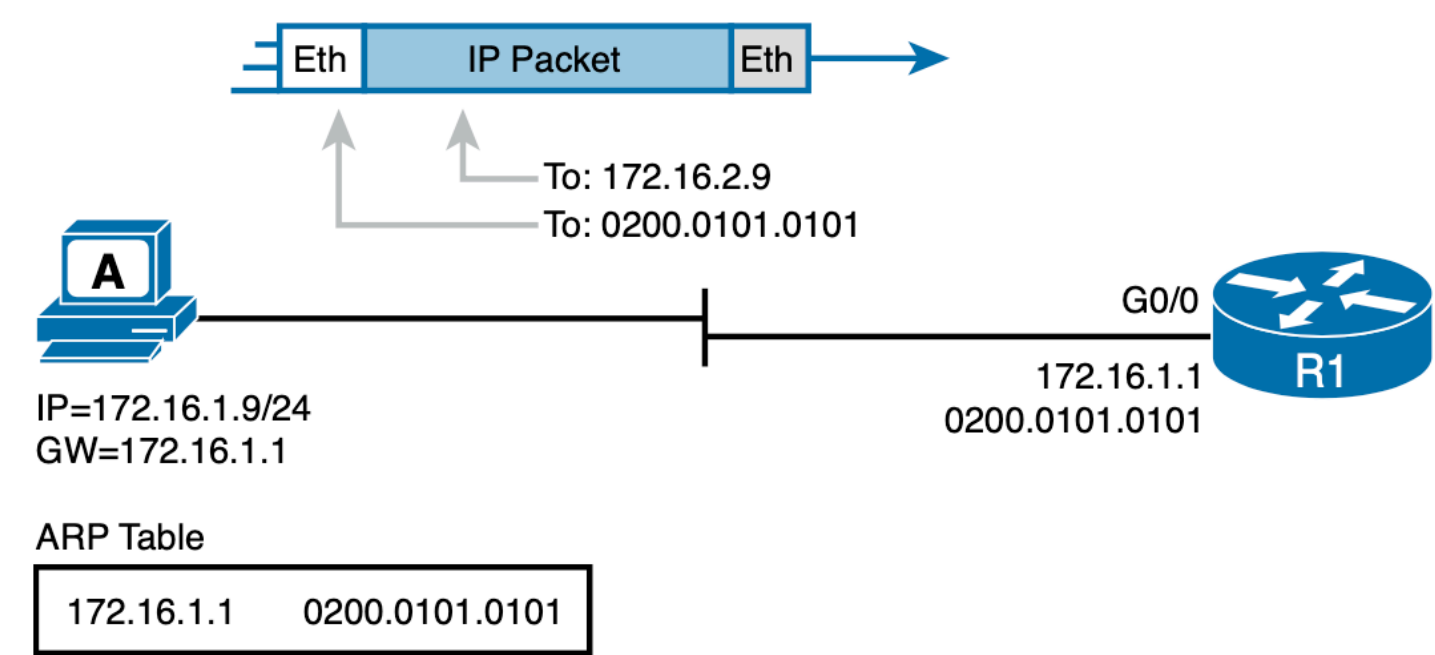 Eth IP Packet Eth
To: 172.16.2.9
To: 0200.0101.0101
A
G0/0
R1
172.16.1.1
0200.0101.0101
IP=172.16.1.9/24
GW=172.16.1.1
ARP Table
172.16.1.1 0200.0101.0101